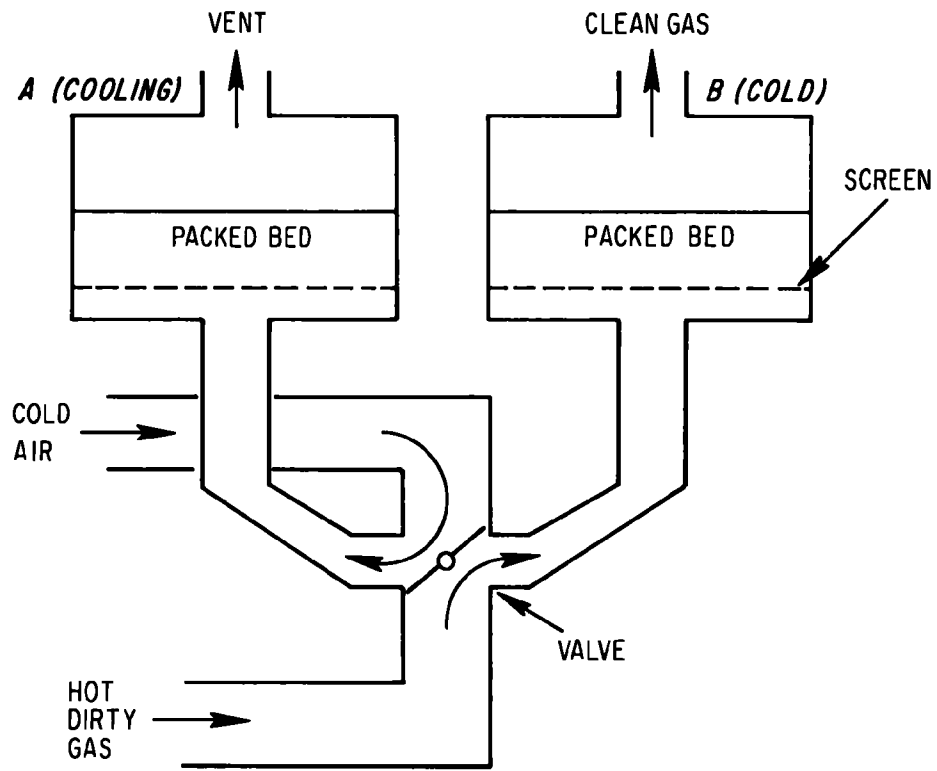 VENT
CLEAN GAS
A (COOLING)
B (COLD)
SCREEN
PACKED BED
PACKED BED
COLD
AIR
VALVE
HOT
DIRTY
GAS